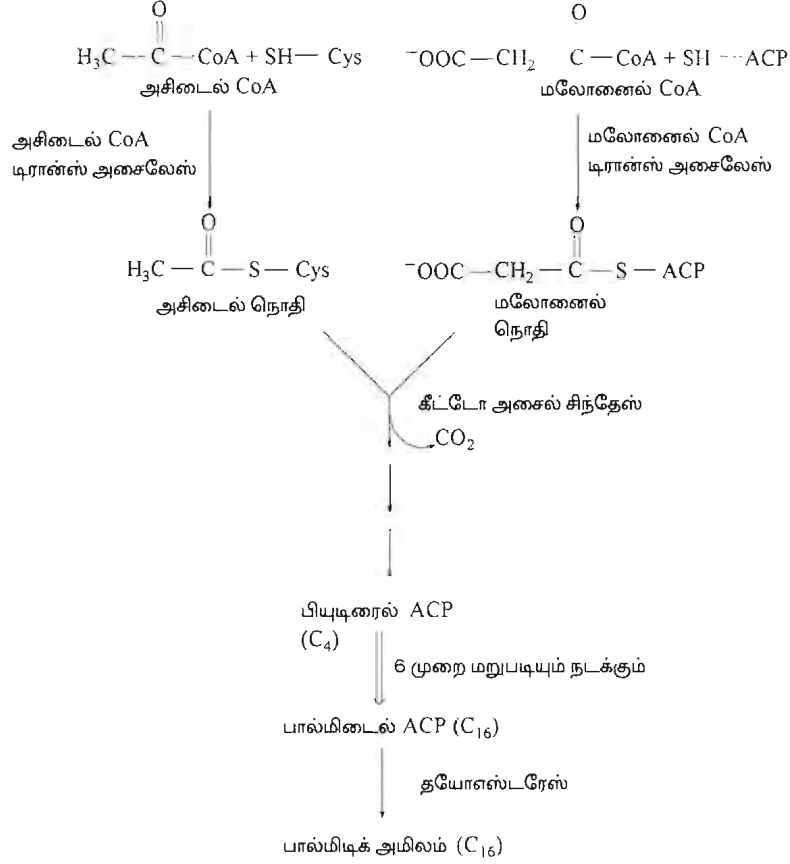 O O
H₃C — C — CoA + SH — Cys ⁻OOC — CH₂ C — CoA + SH --- ACP
அசிடைல் CoA மலோனைல் CoA
அசிடைல் CoA
டிரான்ஸ் அசைலேஸ்
மலோனைல் CoA
டிரான்ஸ் அசைலேஸ்
O O
H₃C — C — S — Cys ⁻OOC — CH₂ — C — S — ACP
அசிடைல் நொதி
மலோனைல்
நொதி
கீட்டோ அசைல் சிந்தேஸ்
CO₂
பியுடிரைல் ACP
(C₄)
6 முறை மறுபடியும் நடக்கும்
பால்மிடைல் ACP (C₁₆)
தயோஎஸ்டரேஸ்
பால்மிடிக் அமிலம் (C₁₆)